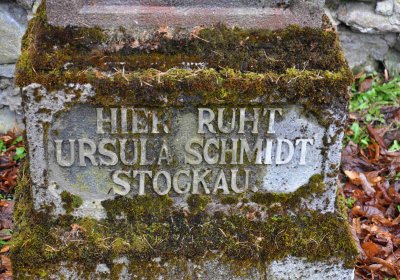 HIER RUHT
URSULA SCHMIDT
STOCKAU